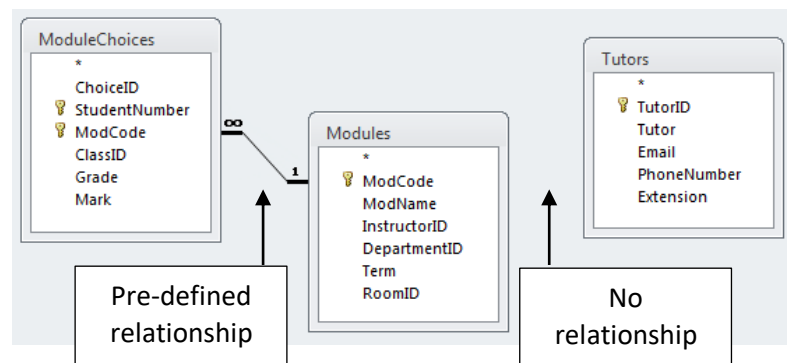 ModuleChoices
*
ChoiceID
StudentNumber
ModCode
ClassID
Grade
Mark
∞
1
Modules
*
ModCode
ModName
InstructorID
DepartmentID
Term
RoomID
Tutors
*
TutorID
Tutor
Email
PhoneNumber
Extension
Pre-defined
relationship
No
relationship